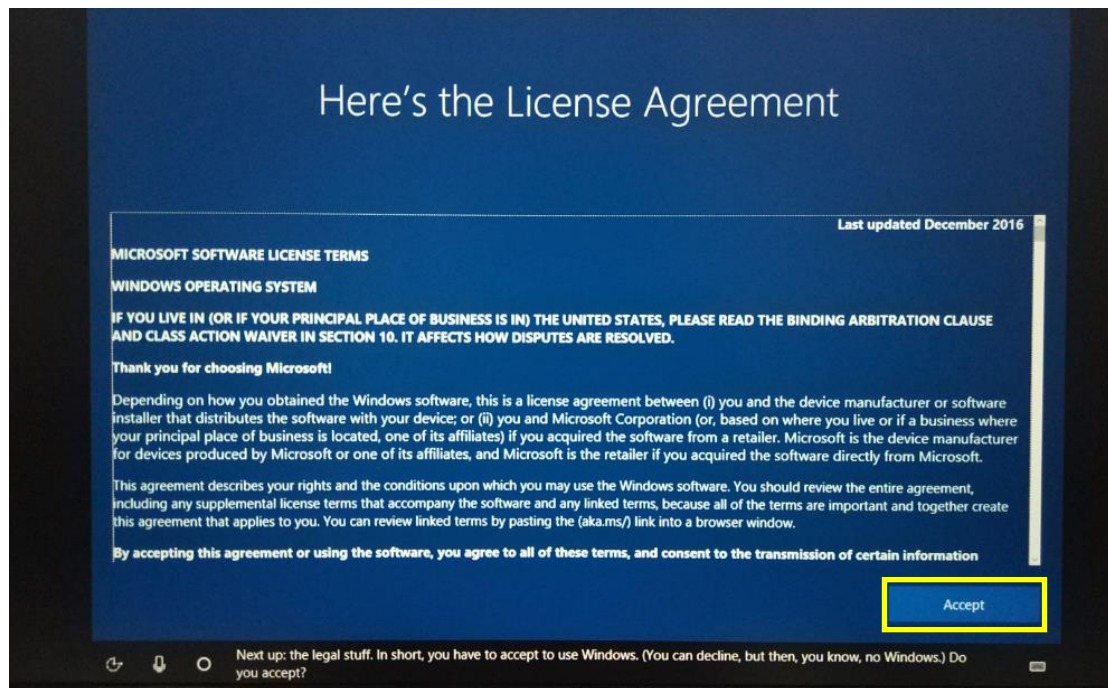 Here's the License Agreement
Last updated December 2016
MICROSOFT SOFTWARE LICENSE TERMS
WINDOWS OPERATING SYSTEM
IF YOU LIVE IN (OR IF YOUR PRINCIPAL PLACE OF BUSINESS IS IN) THE UNITED STATES, PLEASE READ THE BINDING ARBITRATION CLAUSE
AND CLASS ACTION WAIVER IN SECTION 10. IT AFFECTS HOW DISPUTES ARE RESOLVED.
Thank you for choosing Microsoft!
Depending on how you obtained the Windows software, this is a license agreement between (i) you and the device manufacturer or software
installer that distributes the software with your device; or (ii) you and Microsoft Corporation (or, based on where you live or if a business where
your principal place of business is located, one of its affiliates) if you acquired the software from a retailer. Microsoft is the device manufacturer
for devices produced by Microsoft or one of its affiliates, and Microsoft is the retailer if you acquired the software directly from Microsoft.
This agreement describes your rights and the conditions upon which you may use the Windows software. You should review the entire agreement,
including any supplemental license terms that accompany the software and any linked terms, because all of the terms are important and together create
this agreement that applies to you. You can review linked terms by pasting the (aka.ms/) link into a browser window.
By accepting this agreement or using the software, you agree to all of these terms, and consent to the transmission of certain information
Accept
Next up: the legal stuff. In short, you have to accept to use Windows. (You can decline, but then, you know, no Windows.) Do
you accept?